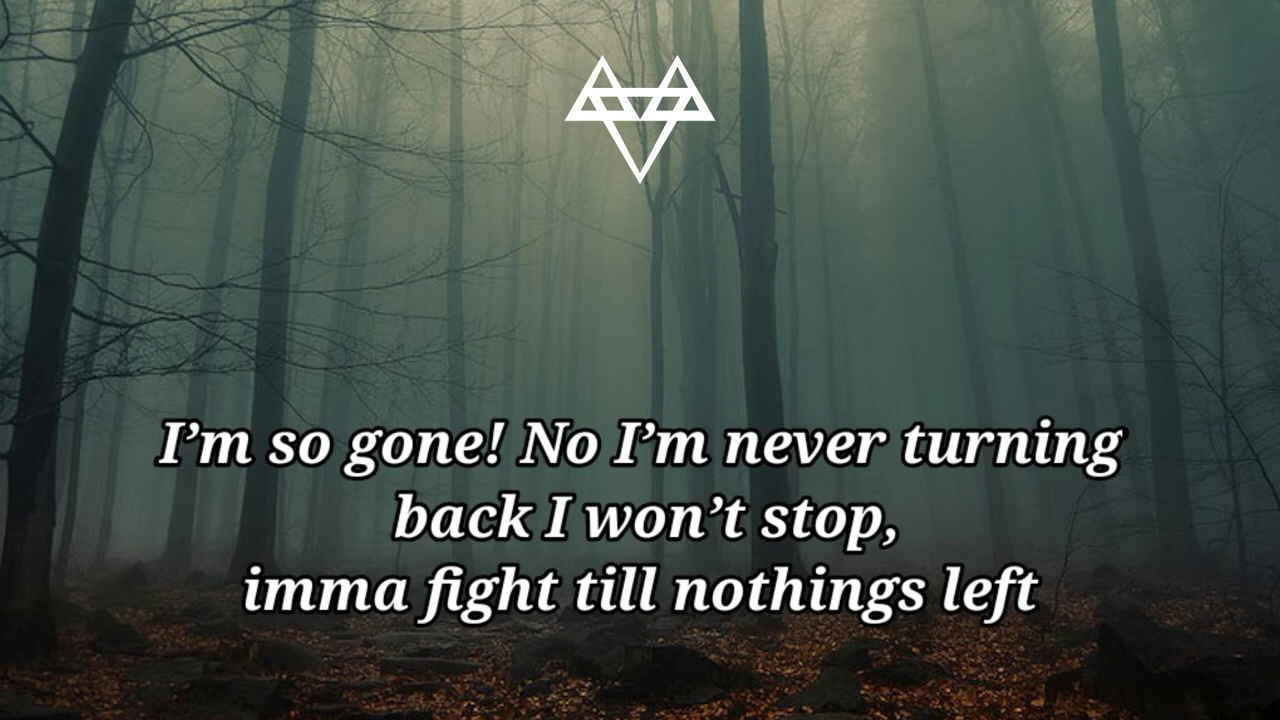 I’m so gone! No I’m never turning
back I won’t stop,
imma fight till nothings left